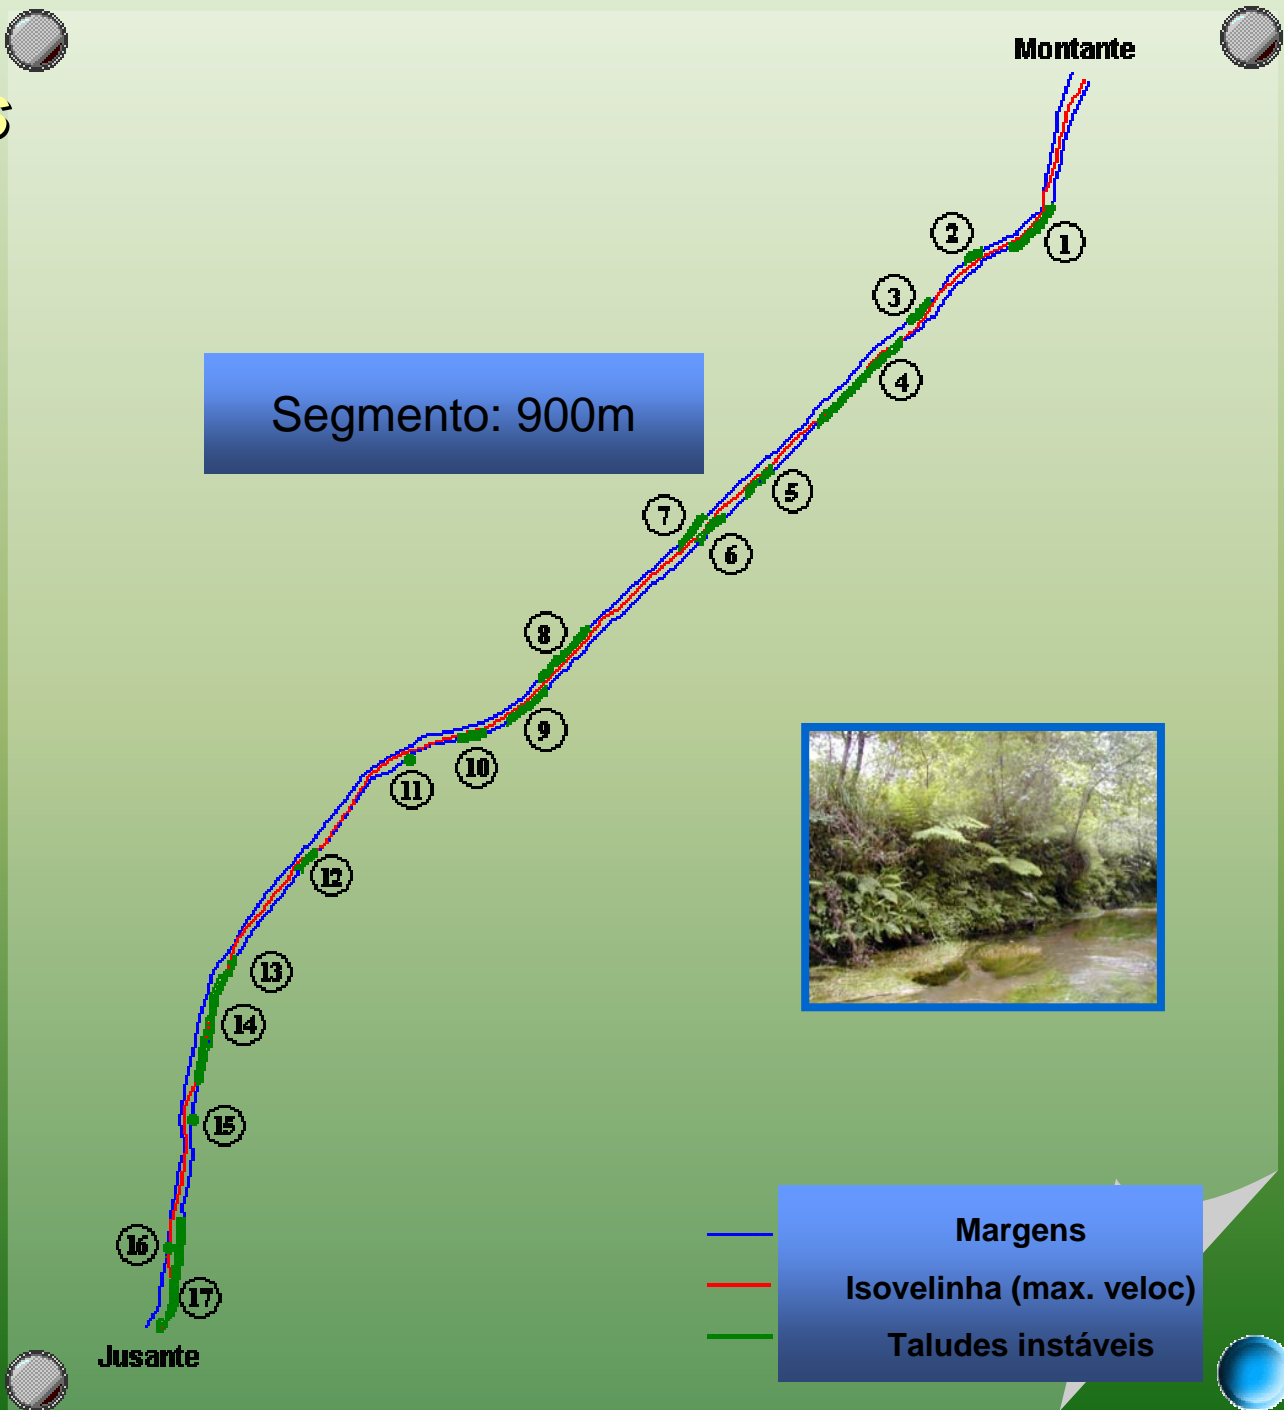 Montante
s
2
1
3
4
Segmento: 900m
5
7
6
8
9
10
11
12
13
14
15
16
17
Margens
Isovelinha (max. veloc)
Taludes instáveis
Jusante